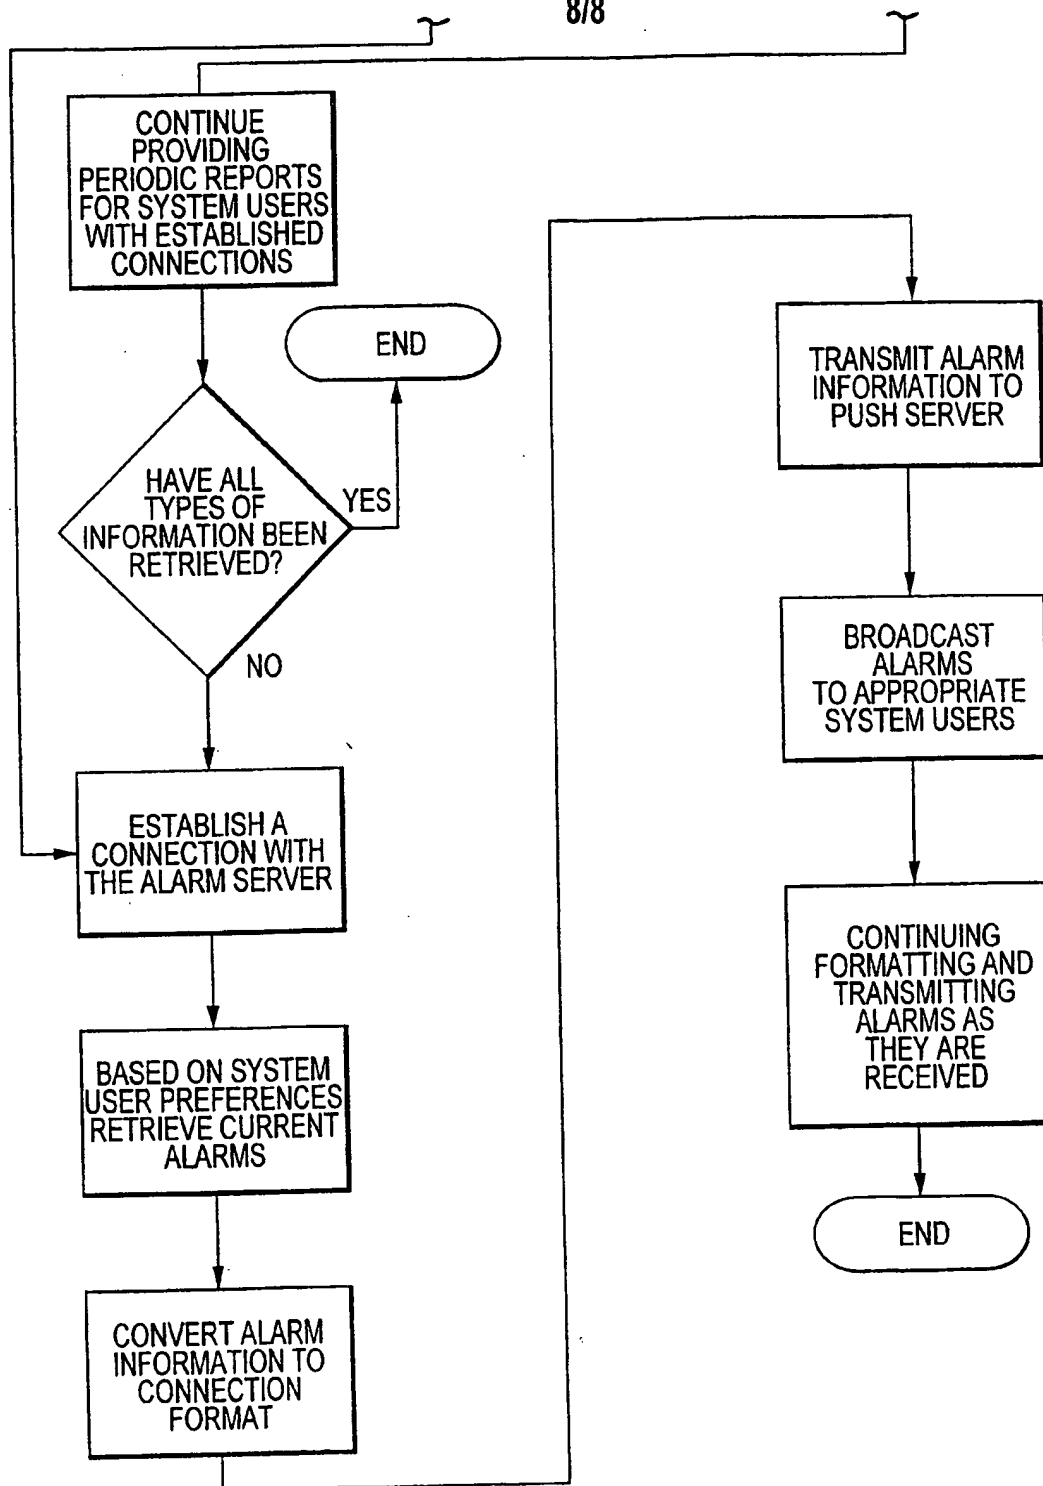 8/8
CONTINUE
PROVIDING
PERIODIC REPORTS
FOR SYSTEM USERS
WITH ESTABLISHED
CONNECTIONS
END
HAVE ALL
TYPES OF
INFORMATION BEEN
RETRIEVED?
YES
NO
ESTABLISH A
CONNECTION WITH
THE ALARM SERVER
BASED ON SYSTEM
USER PREFERENCES
RETRIEVE CURRENT
ALARMS
CONVERT ALARM
INFORMATION TO
CONNECTION
FORMAT
TRANSMIT ALARM
INFORMATION TO
PUSH SERVER
BROADCAST
ALARMS
TO APPROPRIATE
SYSTEM USERS
CONTINUING
FORMATTING AND
TRANSMITTING
ALARMS AS
THEY ARE
RECEIVED
END